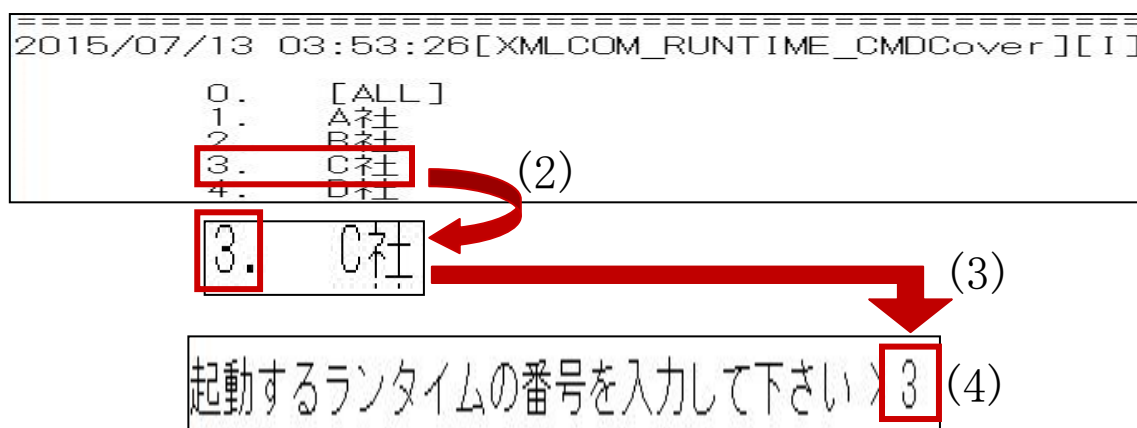 ==================================================
2015/07/13 03:53:26[XMLCOM_RUNTIME_CMDCover][I]
0. [ALL]
1. A社
2. B社
3. C社
4. D社
(2)
3. C社
(3)
起動するランタイムの番号を入力して下さい >3
(4)